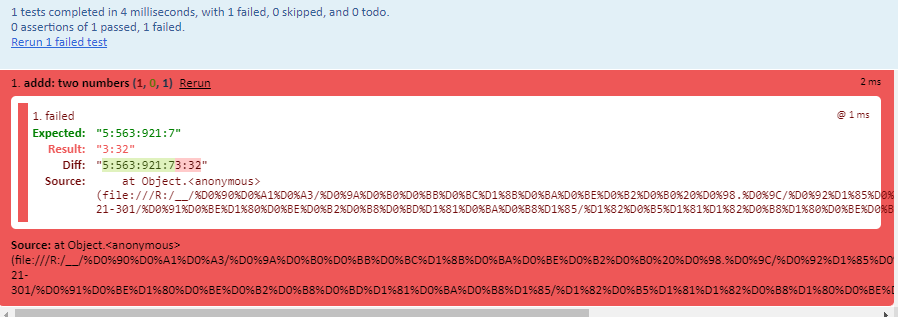 1 tests completed in 4 milliseconds, with 1 failed, 0 skipped, and 0 todo.
0 assertions of 1 passed, 1 failed.
Rerun 1 failed test
1. addd: two numbers (1, 0, 1) Rerun 2 ms
1. failed @ 1 ms
Expected: "5:563:921:7"
Result: "3:32"
Diff: "5:563:921:73:32"
Source: at Object.<anonymous>
(file:///R:/__/%D0%90%D0%A1%D0%A3/%D0%9A%D0%B0%D0%BB%D0%BC%D1%8B%D0%BA%D0%BE%D0%B2%D0%B0%20%D0%98.%D0%9C/%D0%92%D1%85%D0%
21-301/%D0%91%D0%BE%D1%80%D0%BE%D0%B2%D0%B8%D0%BD%D1%81%D0%BA%D0%B8%D1%85/%D1%82%D0%B5%D1%81%D1%82%D0%B8%D1%80%D0%BE%D0%B
Source: at Object.<anonymous>
(file:///R:/__/%D0%90%D0%A1%D0%A3/%D0%9A%D0%B0%D0%BB%D0%BC%D1%8B%D0%BA%D0%BE%D0%B2%D0%B0%20%D0%98.%D0%9C/%D0%92%D1%85%D0
21-
301/%D0%91%D0%BE%D1%80%D0%BE%D0%B2%D0%B8%D0%BD%D1%81%D0%BA%D0%B8%D1%85/%D1%82%D0%B5%D1%81%D1%82%D0%B8%D1%80%D0%BE%D